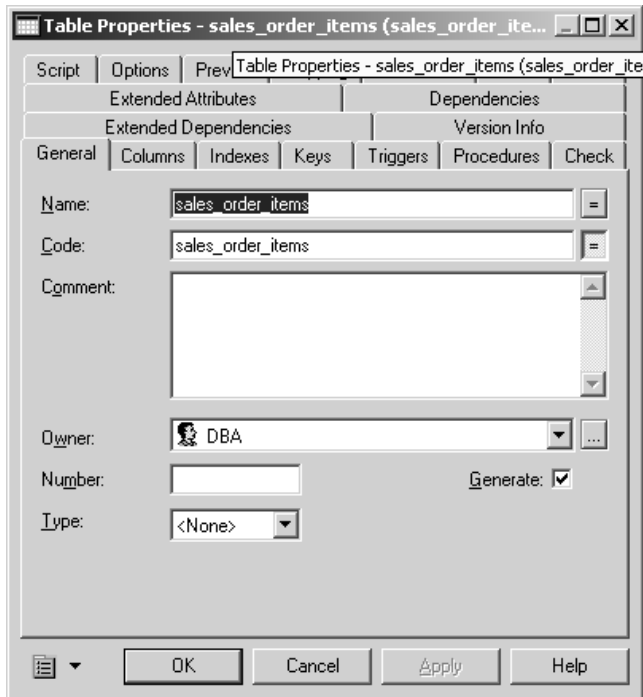 Table Properties - sales_order_items (sales_order_ite...
Script Options Prev Table Properties - sales_order_items (sales_order_ite
Extended Attributes Dependencies
Extended Dependencies Version Info
General Columns Indexes Keys Triggers Procedures Check
Name: sales_order_items =
Code: sales_order_items =
Comment:
Owner: DBA ...
Number: Generate:
Type: <None>
OK Cancel Apply Help